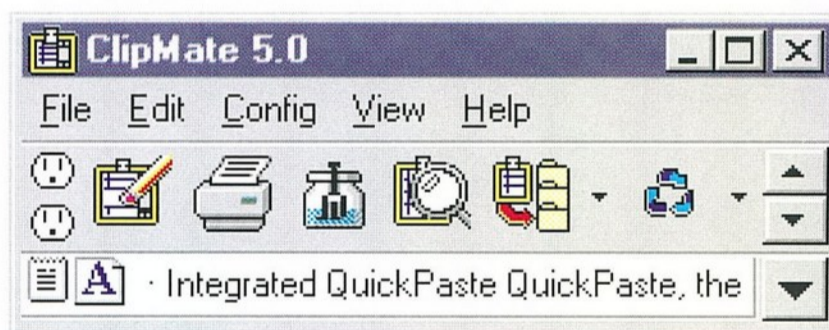 ClipMate 5.0
File Edit Config View Help
A · Integrated QuickPaste QuickPaste, the